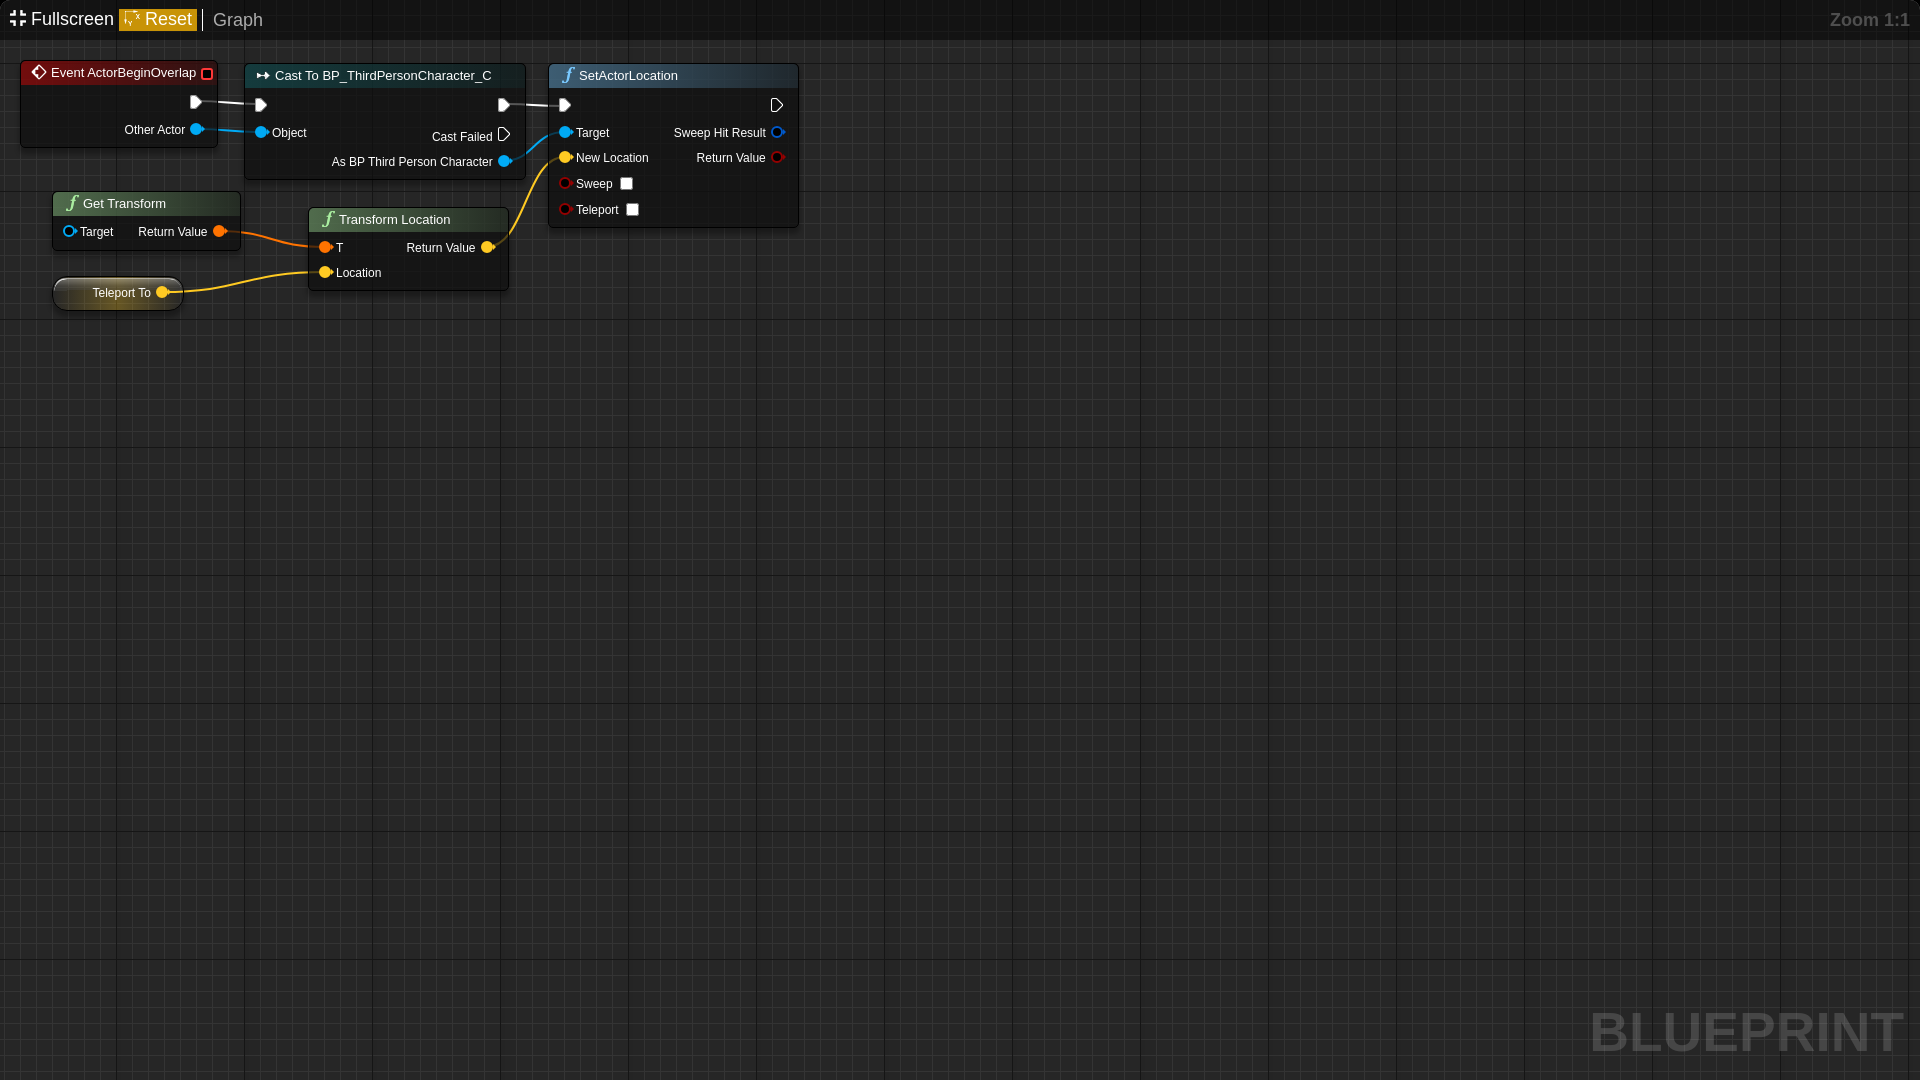 Fullscreen Reset Graph Zoom 1:1
Event ActorBeginOverlap
Other Actor
Cast To BP_ThirdPersonCharacter_C
Object
Cast Failed
As BP Third Person Character
SetActorLocation
Target Sweep Hit Result
New Location Return Value
Sweep
Teleport
Get Transform
Target Return Value
Transform Location
T Return Value
Location
Teleport To
BLUEPRINT